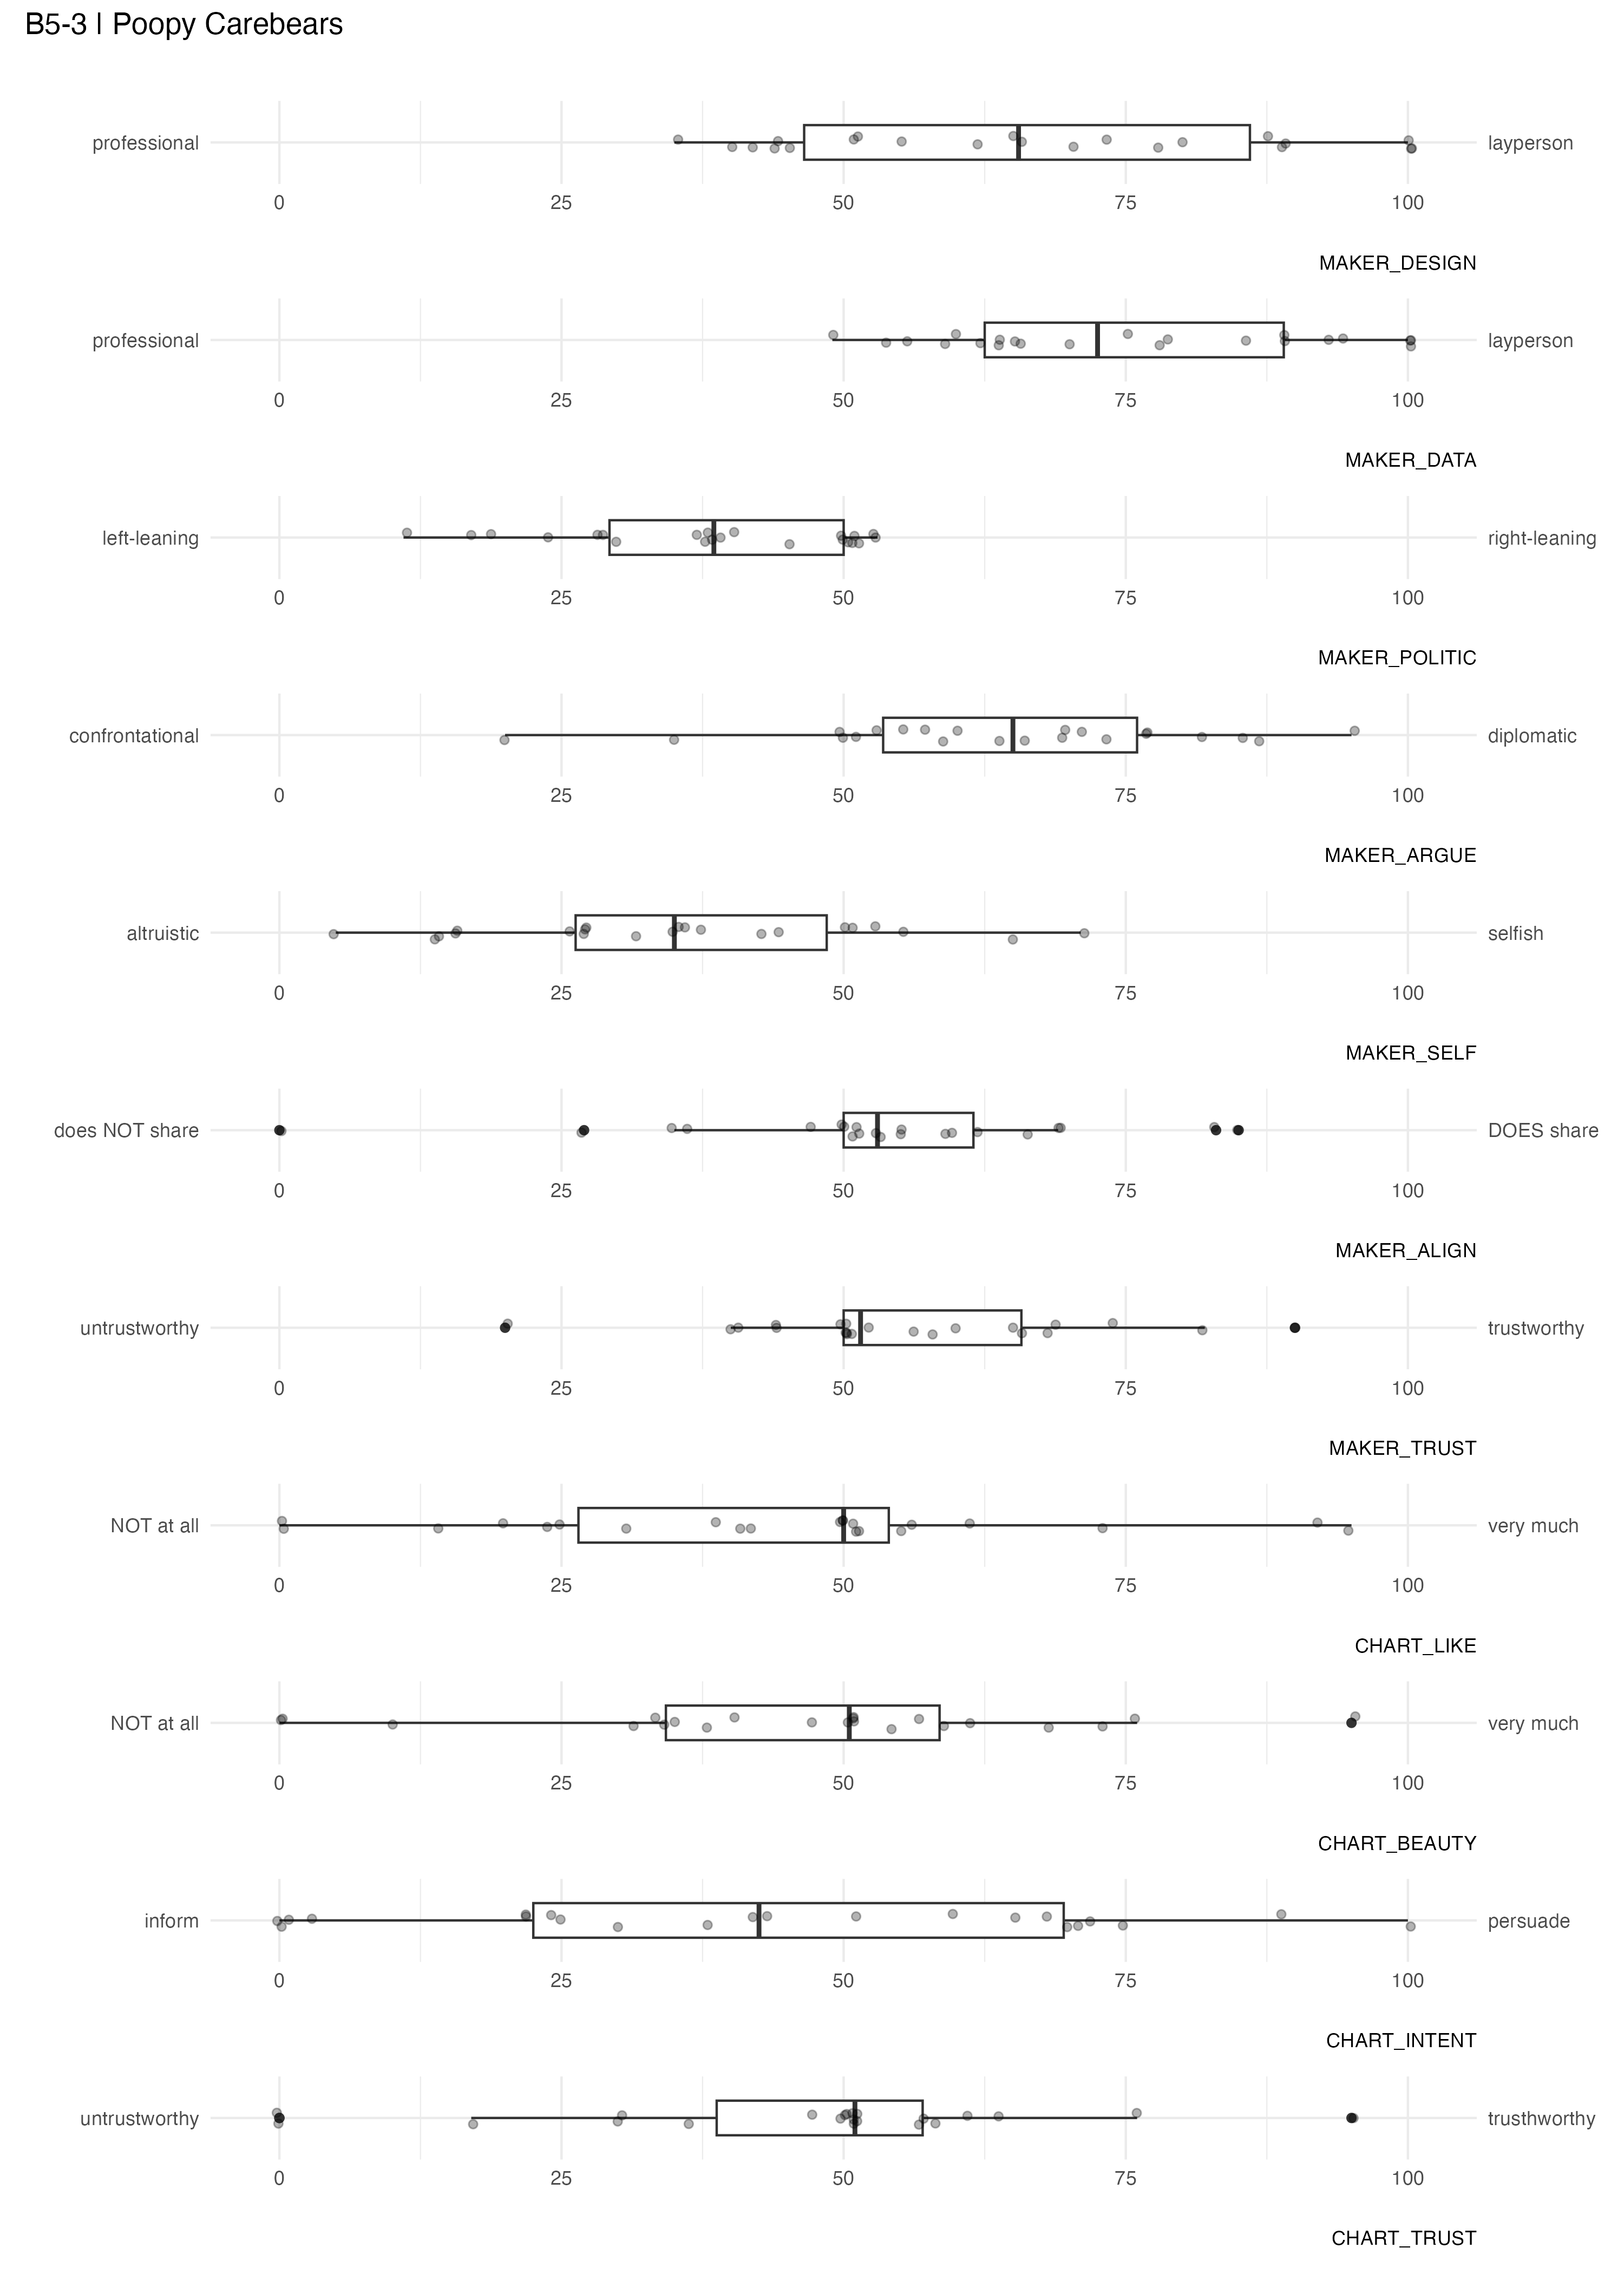 B5-3 | Poopy Carebears
professional layperson
0 25 50 75 100
MAKER_DESIGN
professional layperson
0 25 50 75 100
MAKER_DATA
left-leaning right-leaning
0 25 50 75 100
MAKER_POLITIC
confrontational diplomatic
0 25 50 75 100
MAKER_ARGUE
altruistic selfish
0 25 50 75 100
MAKER_SELF
does NOT share DOES share
0 25 50 75 100
MAKER_ALIGN
untrustworthy trustworthy
0 25 50 75 100
MAKER_TRUST
NOT at all very much
0 25 50 75 100
CHART_LIKE
NOT at all very much
0 25 50 75 100
CHART_BEAUTY
inform persuade
0 25 50 75 100
CHART_INTENT
untrustworthy trusthworthy
0 25 50 75 100
CHART_TRUST